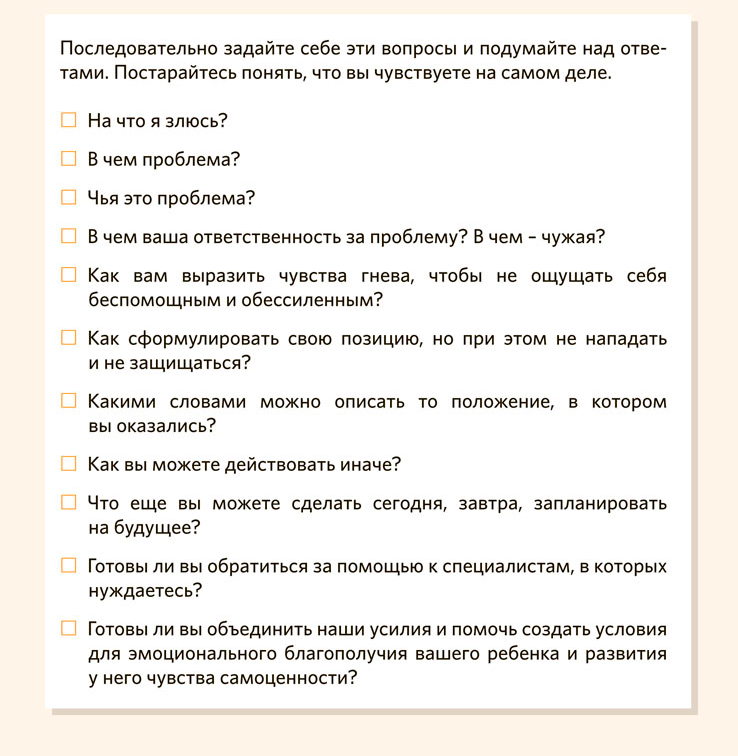 Последовательно задайте себе эти вопросы и подумайте над отве-
тами. Постарайтесь понять, что вы чувствуете на самом деле.
На что я злюсь?
В чем проблема?
Чья это проблема?
В чем ваша ответственность за проблему? В чем – чужая?
Как вам выразить чувства гнева, чтобы не ощущать себя
беспомощным и обессиленным?
Как сформулировать свою позицию, но при этом не нападать
и не защищаться?
Какими словами можно описать то положение, в котором
вы оказались?
Как вы можете действовать иначе?
Что еще вы можете сделать сегодня, завтра, запланировать
на будущее?
Готовы ли вы обратиться за помощью к специалистам, в которых
нуждаетесь?
Готовы ли вы объединить наши усилия и помочь создать условия
для эмоционального благополучия вашего ребенка и развития
у него чувства самоценности?